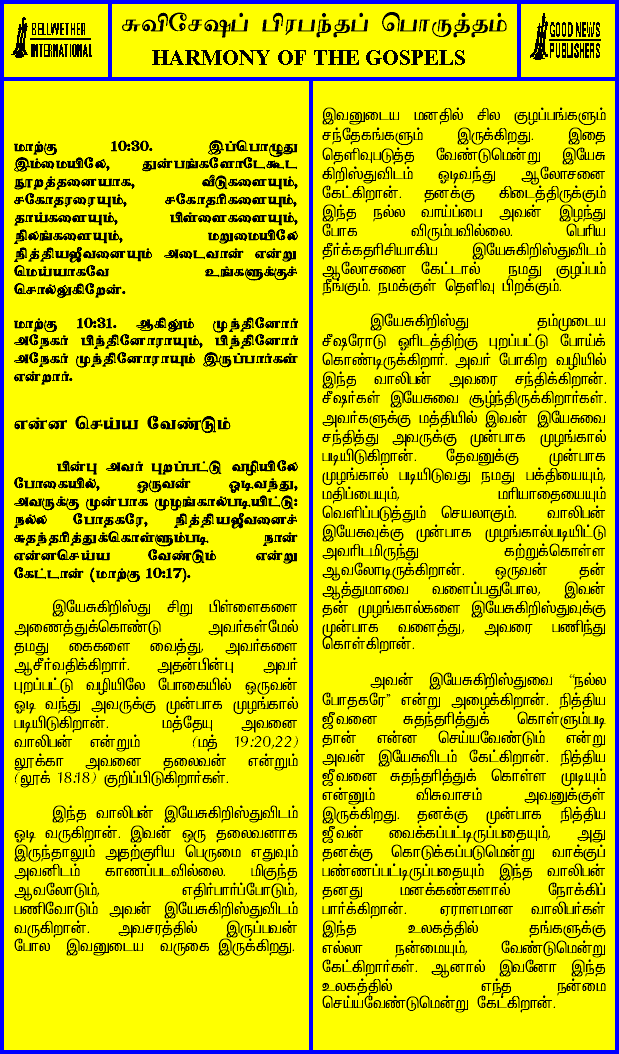 BELLWETHER
INTERNATIONAL
சுவிசேஷப் பிரபந்தப் பொருத்தம்
HARMONY OF THE GOSPELS
GOOD NEWS
PUBLISHERS
மாற்கு 10:30. இப்பொழுது
இம்மையிலே, துன்பங்களோடேகூட
நூறத்தனையாக, வீடுகளையும்,
சகோதரரையும், சகோதரிகளையும்,
தாய்களையும், பிள்ளைகளையும்,
நிலங்களையும், மறுமையிலே
நித்தியஜீவனையும் அடைவான் என்று
மெய்யாகவே உங்களுக்குச்
சொல்லுகிறேன்.
மாற்கு 10:31. ஆகிலும் முந்தினோர்
அநேகர் பிந்தினோராயும், பிந்தினோர்
அநேகர் முந்தினோராயும் இருப்பார்கள்
என்றார்.
என்ன செய்ய வேண்டும்
பின்பு அவர் புறப்பட்டு வழியிலே
போகையில், ஒருவன் ஓடிவந்து,
அவருக்கு முன்பாக முழங்கால்படியிட்டு:
நல்ல போதகரே, நித்தியஜீவனைச்
சுதந்தரித்துக்கொள்ளும்படி நான்
என்னசெய்ய வேண்டும் என்று
கேட்டான் (மாற்கு 10:17).
இயேசுகிறிஸ்து சிறு பிள்ளைகளை
அணைத்துக்கொண்டு அவர்கள்மேல்
தமது கைகளை வைத்து, அவர்களை
ஆசீர்வதிக்கிறார். அதன்பின்பு அவர்
புறப்பட்டு வழியிலே போகையில் ஒருவன்
ஓடி வந்து அவருக்கு முன்பாக முழங்கால்
படியிடுகிறான். மத்தேயு அவனை
வாலிபன் என்றும் (மத் 19:20,22)
லூக்கா அவனை தலைவன் என்றும்
(லூக் 18:18) குறிப்பிடுகிறார்கள்.
இந்த வாலிபன் இயேசுகிறிஸ்துவிடம்
ஓடி வருகிறான். இவன் ஒரு தலைவனாக
இருந்தாலும் அதற்குரிய பெருமை எதுவும்
அவனிடம் காணப்படவில்லை. மிகுந்த
ஆவலோடும், எதிர்பார்ப்போடும்,
பணிவோடும் அவன் இயேசுகிறிஸ்துவிடம்
வருகிறான். அவசரத்தில் இருப்பவன்
போல இவனுடைய வருகை இருக்கிறது.
இவனுடைய மனதில் சில குழப்பங்களும்
சந்தேகங்களும் இருக்கிறது. இதை
தெளிவுபடுத்த வேண்டுமென்று இயேசு
கிறிஸ்துவிடம் ஓடிவந்து ஆலோசனை
கேட்கிறான். தனக்கு கிடைத்திருக்கும்
இந்த நல்ல வாய்ப்பை அவன் இழந்து
போக விரும்பவில்லை. பெரிய
தீர்க்கதரிசியாகிய இயேசுகிறிஸ்துவிடம்
ஆலோசனை கேட்டால் நமது குழப்பம்
நீங்கும். நமக்குள் தெளிவு பிறக்கும்.
இயேசுகிறிஸ்து தம்முடைய
சீஷரோடு ஓரிடத்திற்கு புறப்பட்டு போய்க்
கொண்டிருக்கிறார். அவர் போகிற வழியில்
இந்த வாலிபன் அவரை சந்திக்கிறான்.
சீஷர்கள் இயேசுவை சூழ்ந்திருக்கிறார்கள்.
அவர்களுக்கு மத்தியில் இவன் இயேசுவை
சந்தித்து அவருக்கு முன்பாக முழங்கால்
படியிடுகிறான். தேவனுக்கு முன்பாக
முழங்கால் படியிடுவது நமது பக்தியையும்,
மதிப்பையும், மரியாதையையும்
வெளிப்படுத்தும் செயலாகும். வாலிபன்
இயேசுவுக்கு முன்பாக முழங்கால்படியிட்டு
அவரிடமிருந்து கற்றுக்கொள்ள
ஆவலோடிருக்கிறான். ஒருவன் தன்
ஆத்துமாவை வளைப்பதுபோல, இவன்
தன் முழங்கால்களை இயேசுகிறிஸ்துவுக்கு
முன்பாக வளைத்து, அவரை பணிந்து
கொள்கிறான்.
அவன் இயேசுகிறிஸ்துவை “நல்ல
போதகரே” என்று அழைக்கிறான். நித்திய
ஜீவனை சுதந்தரித்துக் கொள்ளும்படி
தான் என்ன செய்யவேண்டும் என்று
அவன் இயேசுவிடம் கேட்கிறான். நித்திய
ஜீவனை சுதந்தரித்துக் கொள்ள முடியும்
என்னும் விசுவாசம் அவனுக்குள்
இருக்கிறது. தனக்கு முன்பாக நித்திய
ஜீவன் வைக்கப்பட்டிருப்பதையும், அது
தனக்கு கொடுக்கப்படுமென்று வாக்குப்
பண்ணப்பட்டிருப்பதையும் இந்த வாலிபன்
தனது மனக்கண்களால் நோக்கிப்
பார்க்கிறான். ஏராளமான வாலிபர்கள்
இந்த உலகத்தில் தங்களுக்கு
எல்லா நன்மையும், வேண்டுமென்று
கேட்கிறார்கள். ஆனால் இவனோ இந்த
உலகத்தில் எந்த நன்மை
செய்யவேண்டுமென்று கேட்கிறான்.